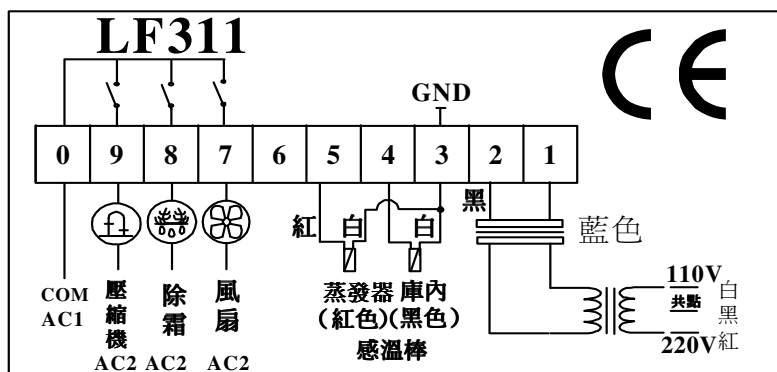 LF311
CE
GND
0 9 8 7 6 5 4 3 2 1
黑
紅 白 白
藍色
COM
AC1
壓縮機
AC2
除霜
AC2
風扇
AC2
蒸發器 庫內
(紅色)(黑色)
感溫棒
110V 白
共點 黑
220V 紅